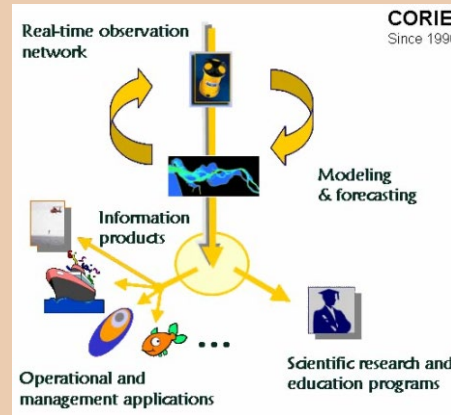 CORIE
Since 1996
Real-time observation
network
Modeling
& forecasting
Information
products
Operational and
management applications
Scientific research and
education programs